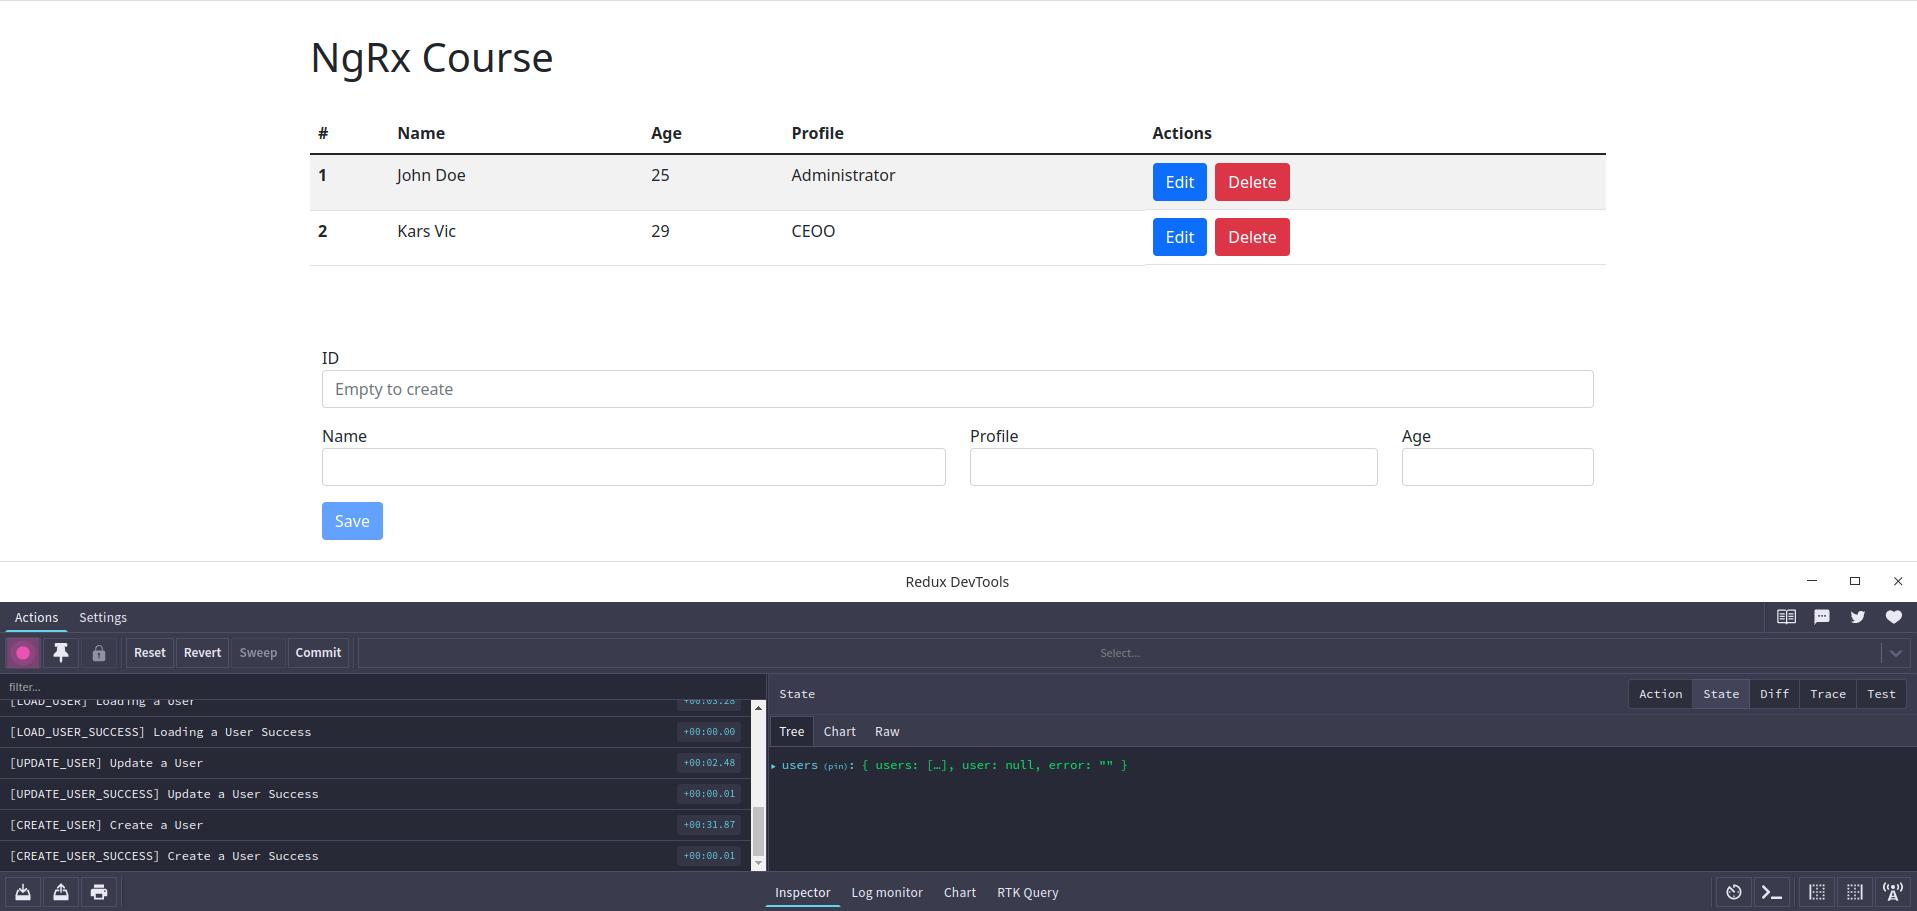 NgRx Course
# Name Age Profile Actions
1 John Doe 25 Administrator Edit Delete
2 Kars Vic 29 CEOO Edit Delete
ID
Empty to create
Name Profile Age
Save
Redux DevTools
Actions Settings
Reset Revert Sweep Commit Select...
filter...
State Action State Diff Trace Test
[LOAD_USER] Loading a User +00:03.28
[LOAD_USER_SUCCESS] Loading a User Success +00:00.00
[UPDATE_USER] Update a User +00:02.48
[UPDATE_USER_SUCCESS] Update a User Success +00:00.01
[CREATE_USER] Create a User +00:31.87
[CREATE_USER_SUCCESS] Create a User Success +00:00.01
Tree Chart Raw
users (pin): { users: […], user: null, error: "" }
Inspector Log monitor Chart RTK Query